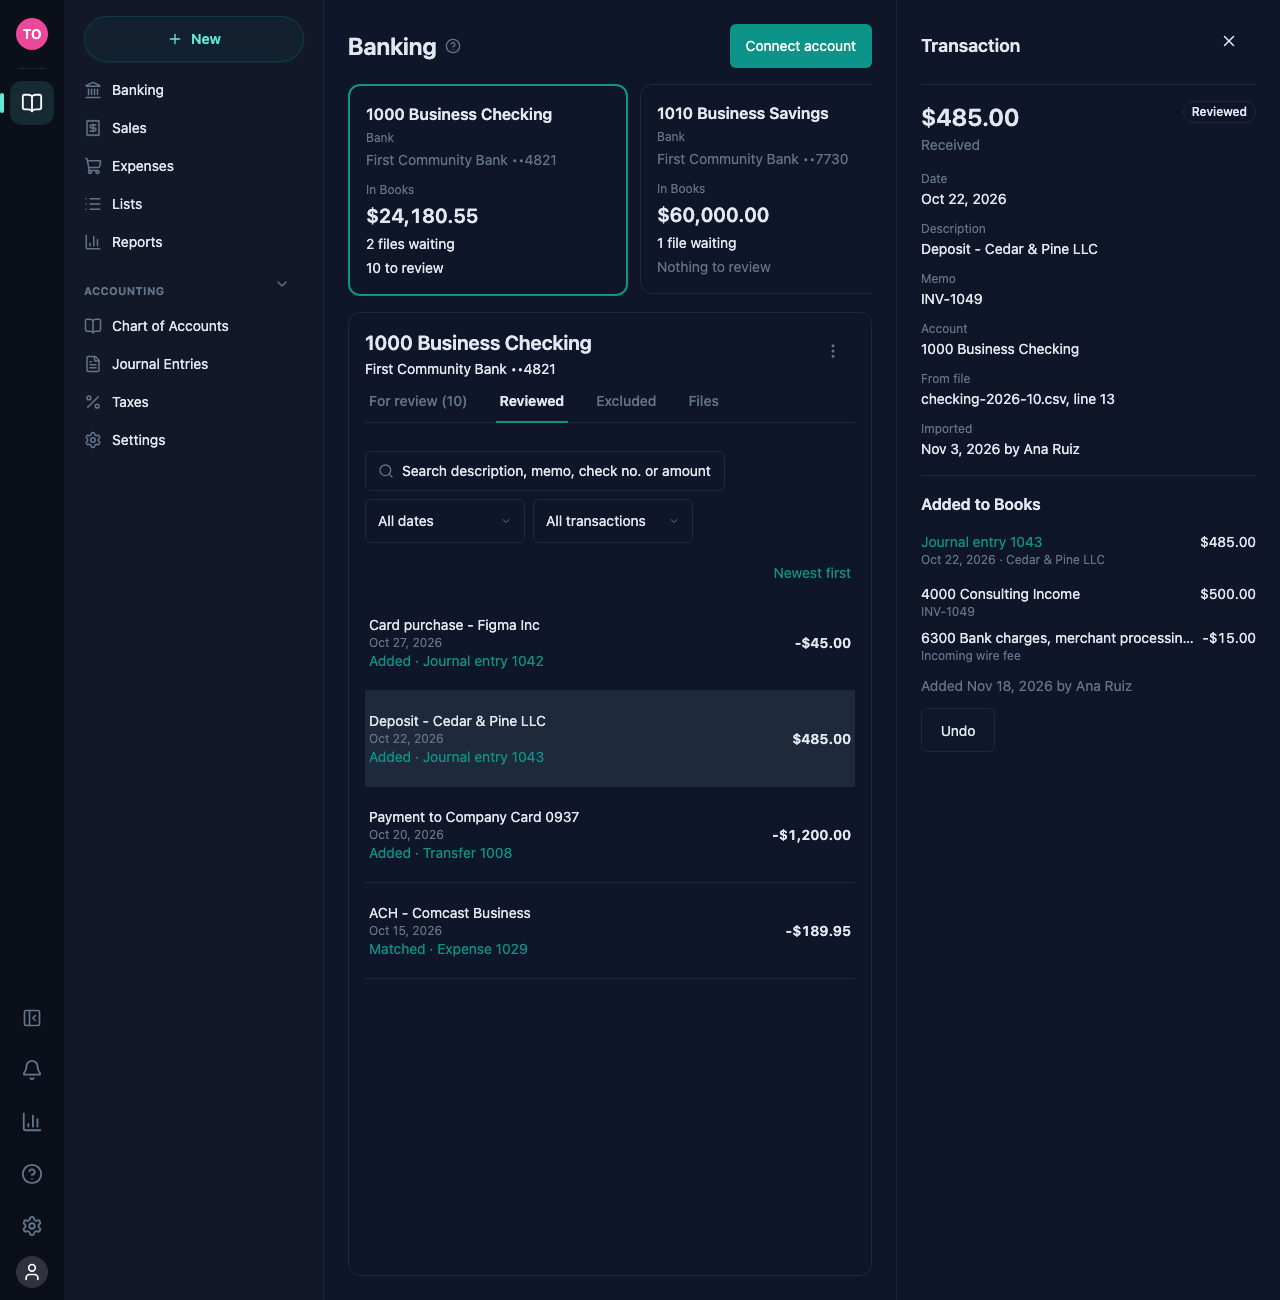 TO
New
Banking
Sales
Expenses
Lists
Reports
ACCOUNTING
Chart of Accounts
Journal Entries
Taxes
Settings
Banking
Connect account
1000 Business Checking
Bank
First Community Bank ••4821
In Books
$24,180.55
2 files waiting
10 to review
1010 Business Savings
Bank
First Community Bank ••7730
In Books
$60,000.00
1 file waiting
Nothing to review
1000 Business Checking
First Community Bank ••4821
For review (10)
Reviewed
Excluded
Files
Search description, memo, check no. or amount
All dates
All transactions
Newest first
Card purchase - Figma Inc
Oct 27, 2026
Added · Journal entry 1042
-$45.00
Deposit - Cedar & Pine LLC
Oct 22, 2026
Added · Journal entry 1043
$485.00
Payment to Company Card 0937
Oct 20, 2026
Added · Transfer 1008
-$1,200.00
ACH - Comcast Business
Oct 15, 2026
Matched · Expense 1029
-$189.95
Transaction
$485.00
Reviewed
Received
Date
Oct 22, 2026
Description
Deposit - Cedar & Pine LLC
Memo
INV-1049
Account
1000 Business Checking
From file
checking-2026-10.csv, line 13
Imported
Nov 3, 2026 by Ana Ruiz
Added to Books
Journal entry 1043 $485.00
Oct 22, 2026 · Cedar & Pine LLC
4000 Consulting Income $500.00
INV-1049
6300 Bank charges, merchant processin... -$15.00
Incoming wire fee
Added Nov 18, 2026 by Ana Ruiz
Undo